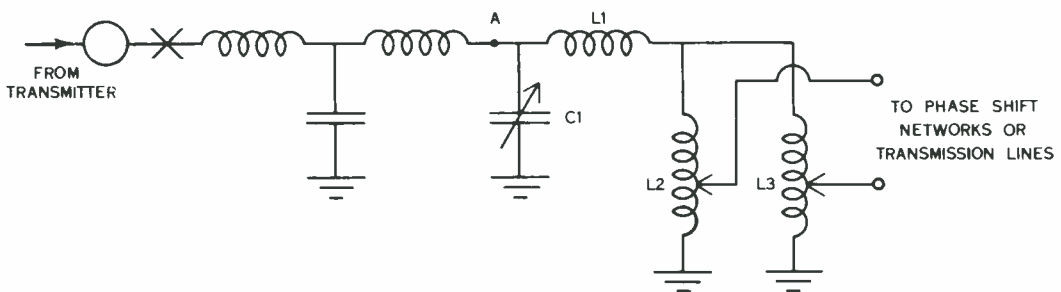 A
L1
FROM
TRANSMITTER
C1
TO PHASE SHIFT
NETWORKS OR
TRANSMISSION LINES
L2
L3